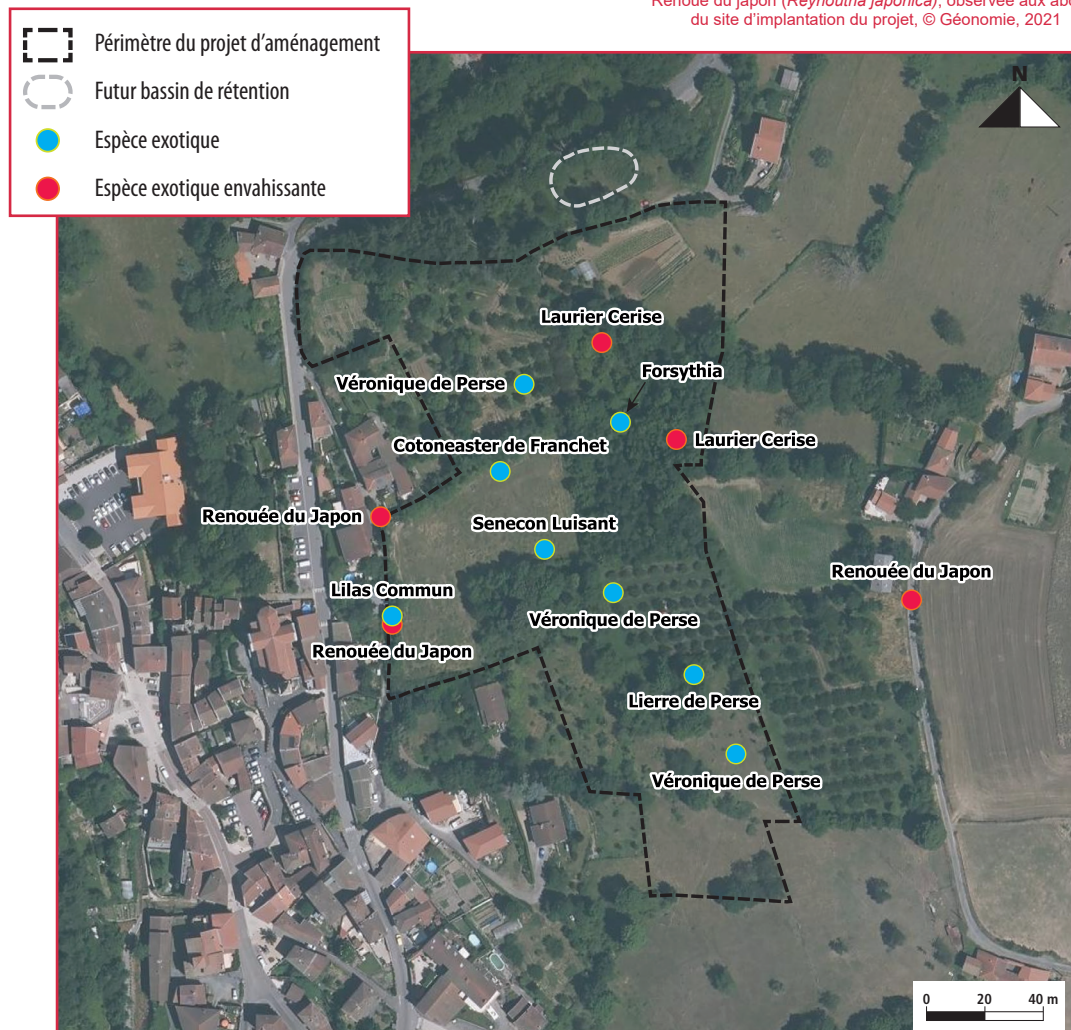 Renoué du japon (Reynoutria japonica), observée aux abo
du site d'implantation du projet, © Géonomie, 2021
Périmètre du projet d'aménagement
Futur bassin de rétention
Espèce exotique
Espèce exotique envahissante
N
Laurier Cerise
Forsythia
Véronique de Perse
Laurier Cerise
Cotoneaster de Franchet
Renouée du Japon
Senecon Luisant
Renouée du Japon
Lilas Commun
Véronique de Perse
Renouée du Japon
Lierre de Perse
Véronique de Perse
0 20 40 m